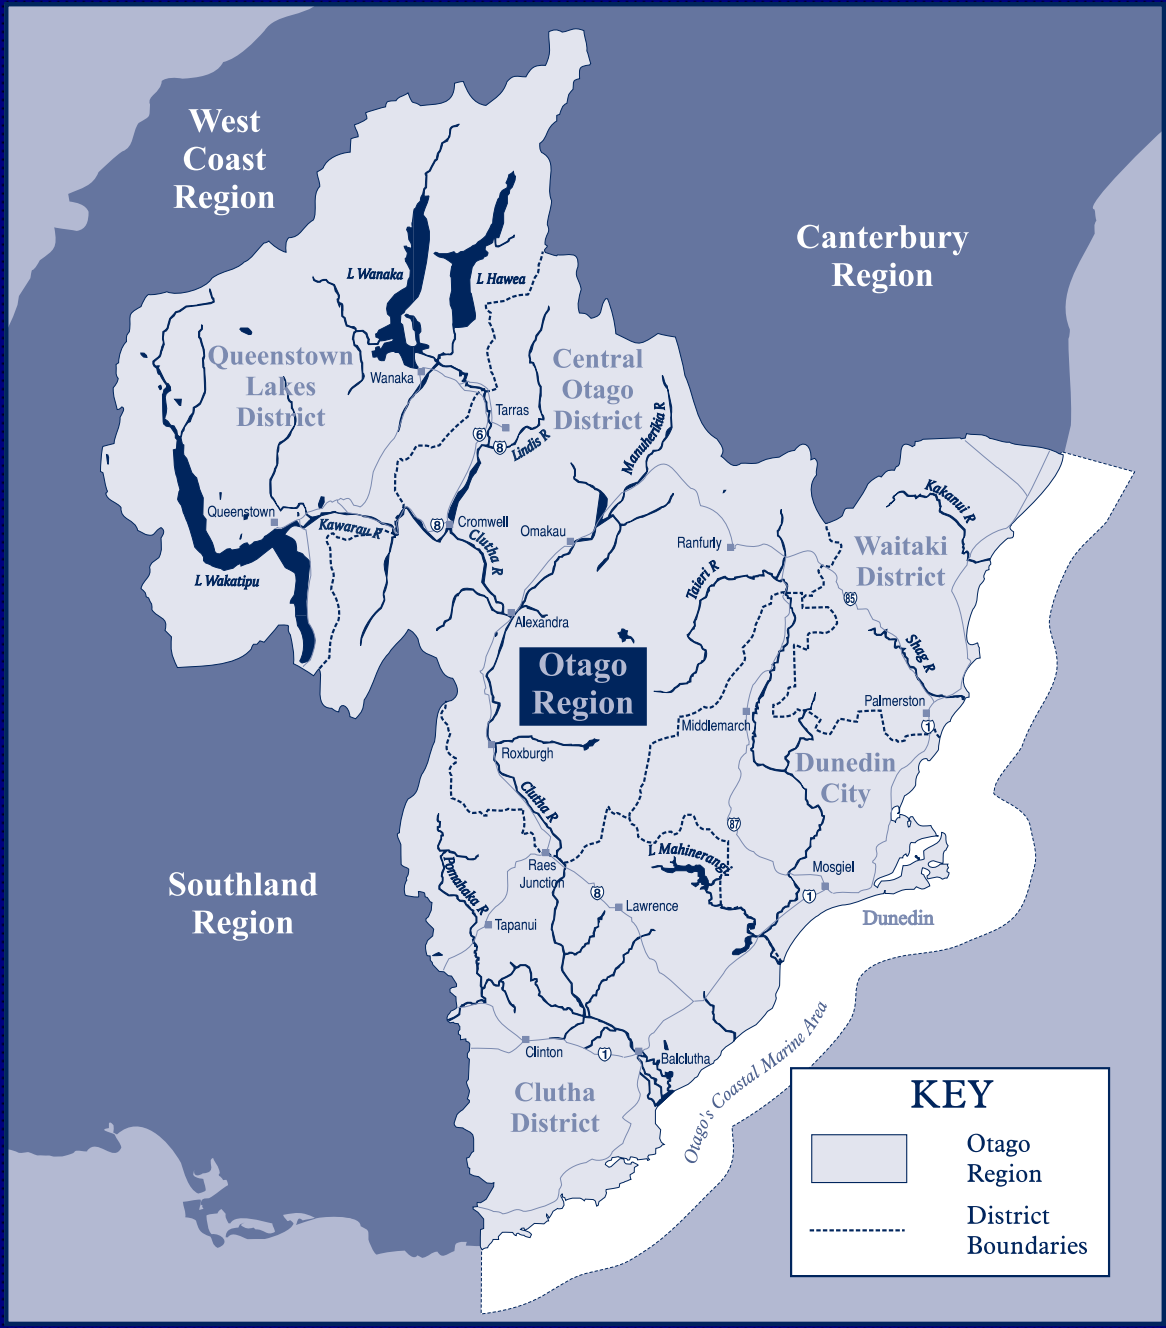 West
Coast
Region
Canterbury
Region
L Wanaka
L Hawea
Queenstown
Lakes
District
Central
Otago
District
Wanaka
Tarras
6
8
Lindis R
Manuherikia R
Kakanui R
Queenstown
Kawarau R
8
Cromwell
Clutha R
Omakau
Ranfurly
Waitaki
District
L Wakatipu
Taieri R
85
Alexandra
Shag R
Otago
Region
Palmerston
1
Middlemarch
Roxburgh
Dunedin
City
Clutha R
87
L Mahinerangi
Pomahaka R
Raes
Junction
Mosgiel
8
1
Southland
Region
Lawrence
Dunedin
Tapanui
Clinton
1
Balclutha
Otago's Coastal Marine Area
Clutha
District
KEY
Otago
Region
District
Boundaries